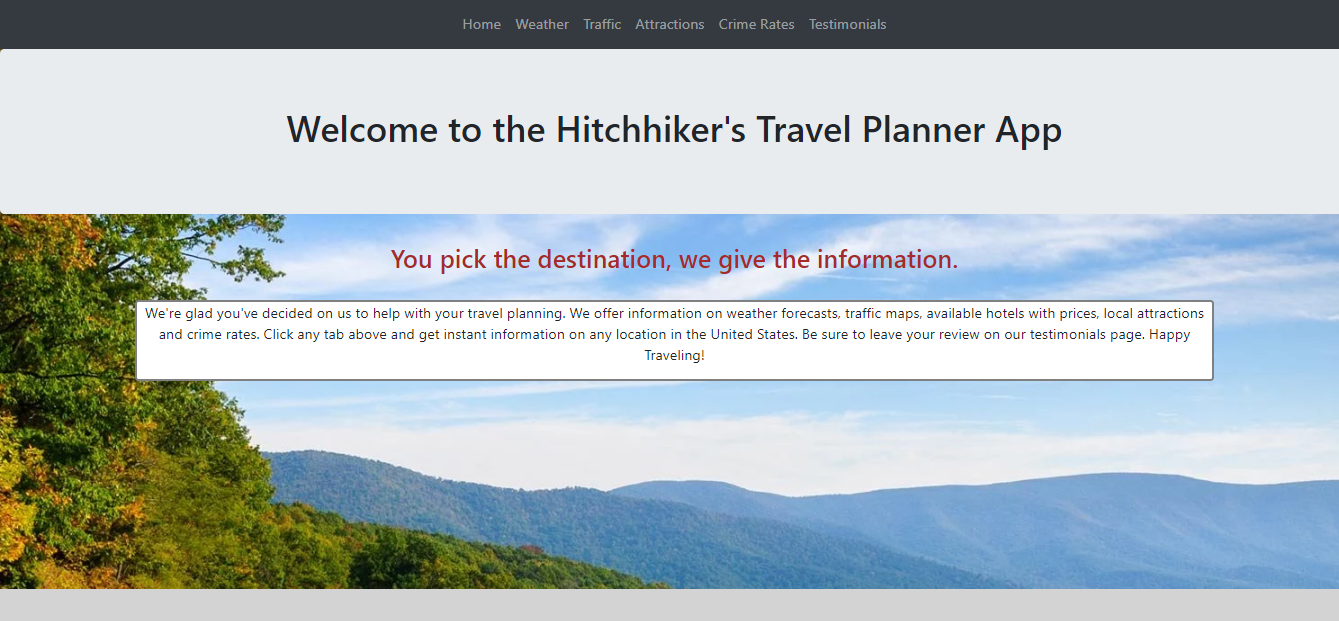 Home Weather Traffic Attractions Crime Rates Testimonials
Welcome to the Hitchhiker's Travel Planner App
You pick the destination, we give the information.
We're glad you've decided on us to help with your travel planning. We offer information on weather forecasts, traffic maps, available hotels with prices, local attractions
and crime rates. Click any tab above and get instant information on any location in the United States. Be sure to leave your review on our testimonials page. Happy
Traveling!